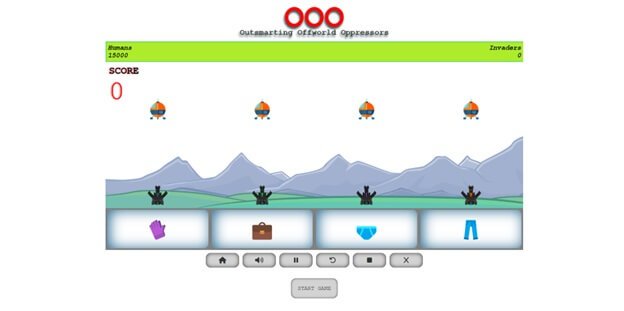 OOO
Outsmarting Offworld Oppressors
Humans
15000
Invaders
0
SCORE
0
START GAME